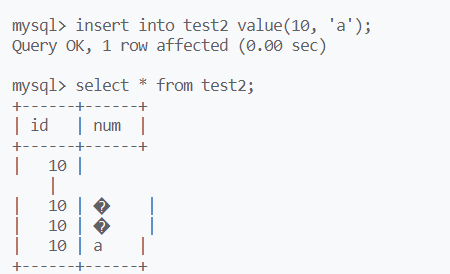 mysql> insert into test2 value(10, 'a');
Query OK, 1 row affected (0.00 sec)
mysql> select * from test2;
+------+------+
| id   | num  |
+------+------+
|   10 |
    |
|   10 | �    |
|   10 | �    |
|   10 | a    |
+------+------+